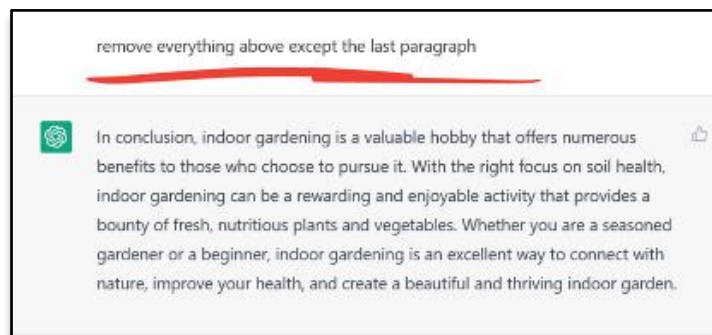 remove everything above except the last paragraph
In conclusion, indoor gardening is a valuable hobby that offers numerous
benefits to those who choose to pursue it. With the right focus on soil health,
indoor gardening can be a rewarding and enjoyable activity that provides a
bounty of fresh, nutritious plants and vegetables. Whether you are a seasoned
gardener or a beginner, indoor gardening is an excellent way to connect with
nature, improve your health, and create a beautiful and thriving indoor garden.